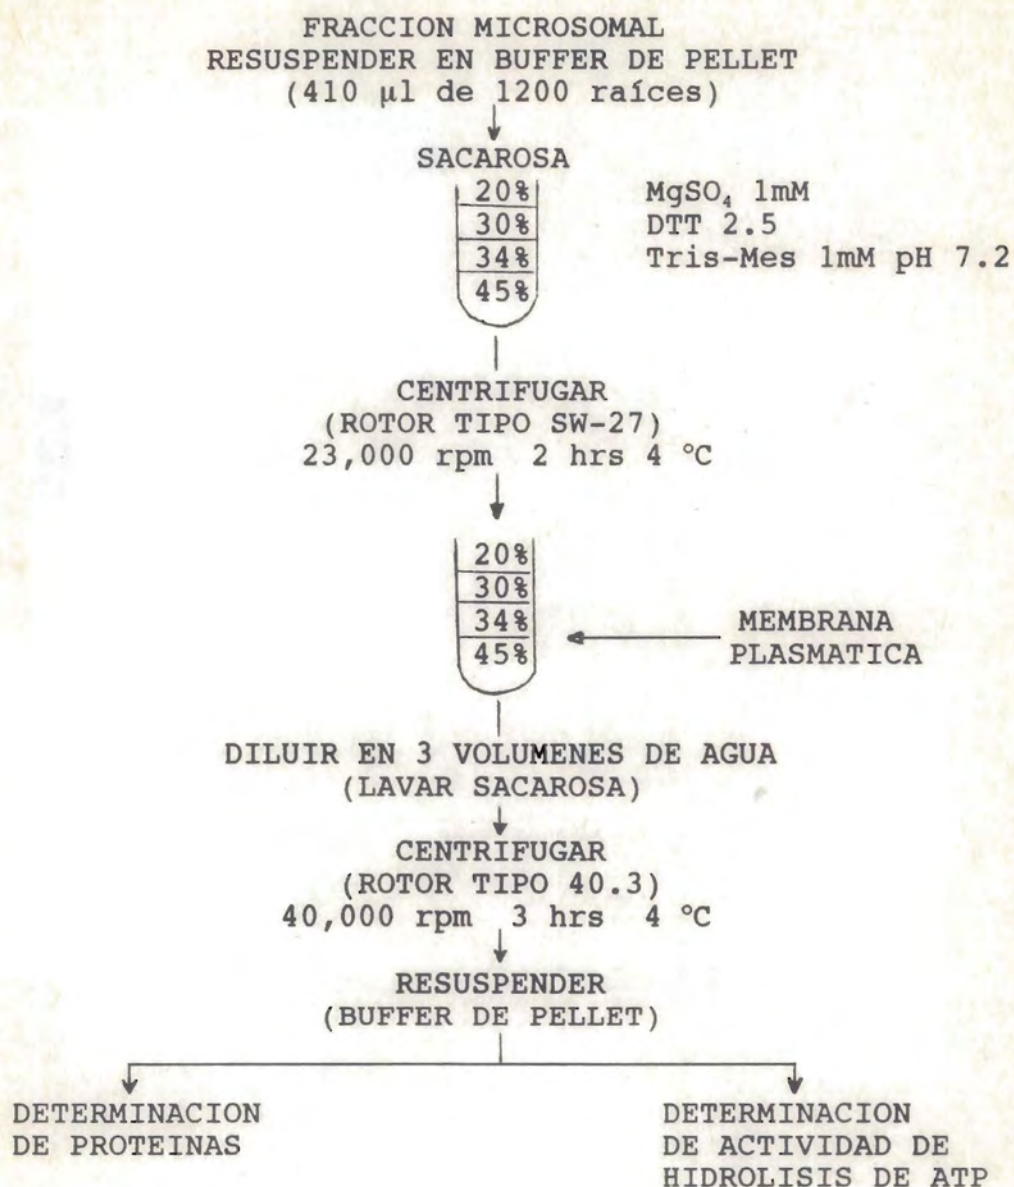 FRACCION MICROSOMAL
RESUSPENDER EN BUFFER DE PELLET
(410 µl de 1200 raíces)
SACAROSA
20%
30%
34%
45%
MgSO₄ 1mM
DTT 2.5
Tris-Mes 1mM pH 7.2
CENTRIFUGAR
(ROTOR TIPO SW-27)
23,000 rpm 2 hrs 4 °C
20%
30%
34%
45%
MEMBRANA
PLASMATICA
DILUIR EN 3 VOLUMENES DE AGUA
(LAVAR SACAROSA)
CENTRIFUGAR
(ROTOR TIPO 40.3)
40,000 rpm 3 hrs 4 °C
RESUSPENDER
(BUFFER DE PELLET)
DETERMINACION
DE PROTEINAS
DETERMINACION
DE ACTIVIDAD DE
HIDROLISIS DE ATP